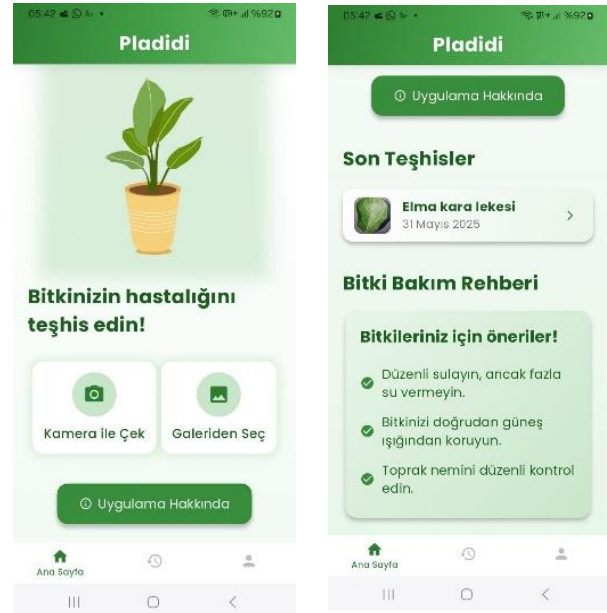 05:42
%92
Pladidi
Bitkinizin hastalığını
teşhis edin!
Kamera ile Çek
Galeriden Seç
Uygulama Hakkında
Ana Sayfa
05:42
%92
Pladidi
Uygulama Hakkında
Son Teşhisler
Elma kara lekesi
31 Mayıs 2025
Bitki Bakım Rehberi
Bitkileriniz için öneriler!
Düzenli sulayın, ancak fazla
su vermeyin.
Bitkinizi doğrudan güneş
ışığından koruyun.
Toprak nemini düzenli kontrol
edin.
Ana Sayfa